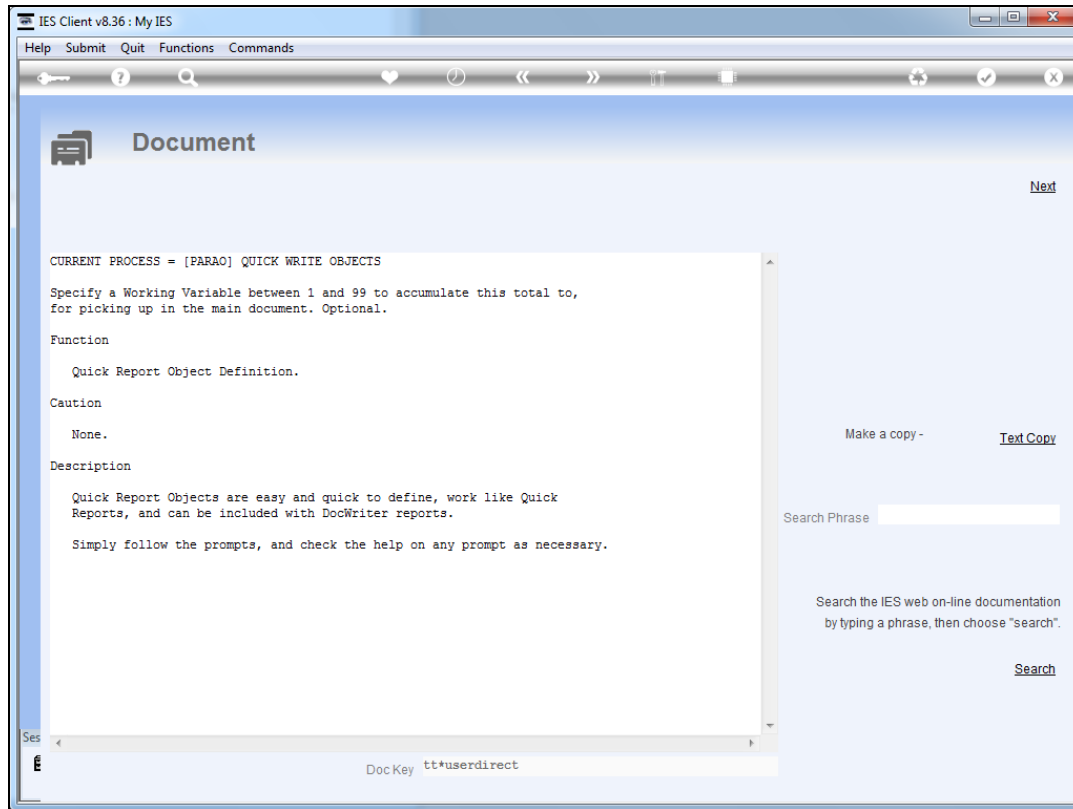 IES Client v8.36 : My IES
Help Submit Quit Functions Commands
Document
Next
CURRENT PROCESS = [PARAO] QUICK WRITE OBJECTS
Specify a Working Variable between 1 and 99 to accumulate this total to,
for picking up in the main document. Optional.
Function
Quick Report Object Definition.
Caution
None.
Description
Quick Report Objects are easy and quick to define, work like Quick
Reports, and can be included with DocWriter reports.
Simply follow the prompts, and check the help on any prompt as necessary.
Make a copy - Text Copy
Search Phrase
Search the IES web on-line documentation
by typing a phrase, then choose "search".
Search
Ses
Doc Key tt*userdirect